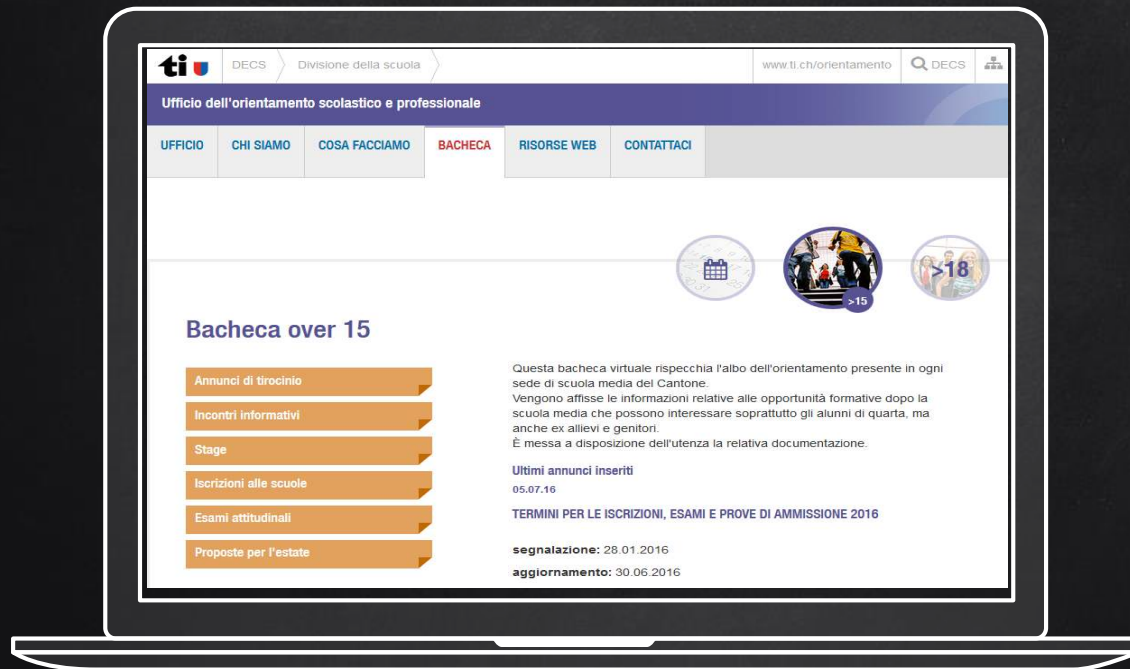 ti DECS Divisione della scuola www.ti.ch/orientamento DECS
Ufficio dell'orientamento scolastico e professionale
UFFICIO CHI SIAMO COSA FACCIAMO BACHECA RISORSE WEB CONTATTACI
>18
>15
Bacheca over 15
Annunci di tirocinio
Incontri informativi
Stage
Iscrizioni alle scuole
Esami attitudinali
Proposte per l'estate
Questa bacheca virtuale rispecchia l'albo dell'orientamento presente in ogni
sede di scuola media del Cantone.
Vengono affisse le informazioni relative alle opportunità formative dopo la
scuola media che possono interessare soprattutto gli alunni di quarta, ma
anche ex allievi e genitori.
È messa a disposizione dell'utenza la relativa documentazione.
Ultimi annunci inseriti
05.07.16
TERMINI PER LE ISCRIZIONI, ESAMI E PROVE DI AMMISSIONE 2016
segnalazione: 28.01.2016
aggiornamento: 30.06.2016